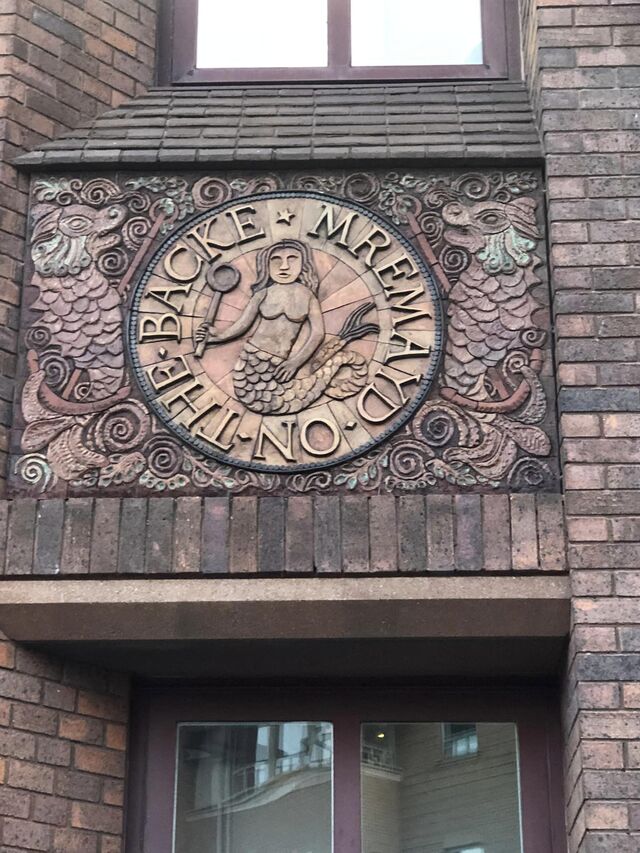 MREMAYD · ON · THE · BACKE